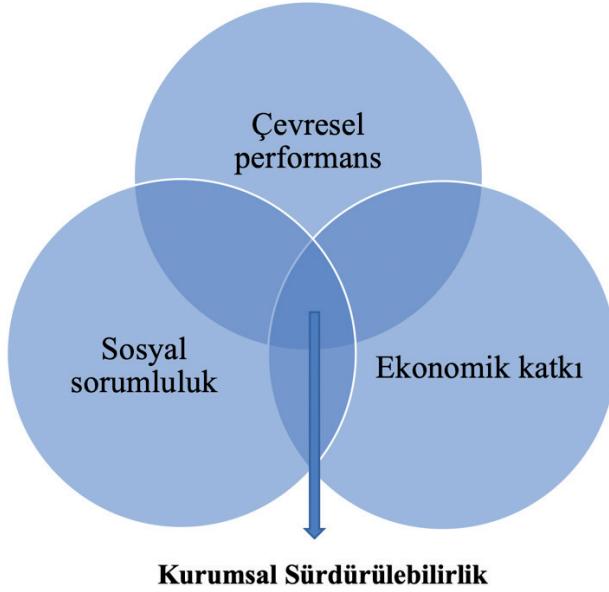 Çevresel
performans
Sosyal
sorumluluk
Ekonomik katkı
Kurumsal Sürdürülebilirlik